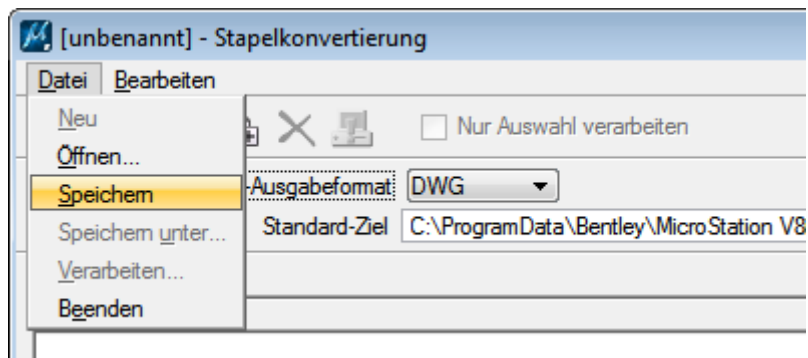 [unbenannt] - Stapelkonvertierung
Datei Bearbeiten
Neu
Nur Auswahl verarbeiten
Öffnen...
Speichern
-Ausgabeformat DWG
Speichern unter...
Standard-Ziel C:\ProgramData\Bentley\MicroStation V8
Verarbeiten...
Beenden